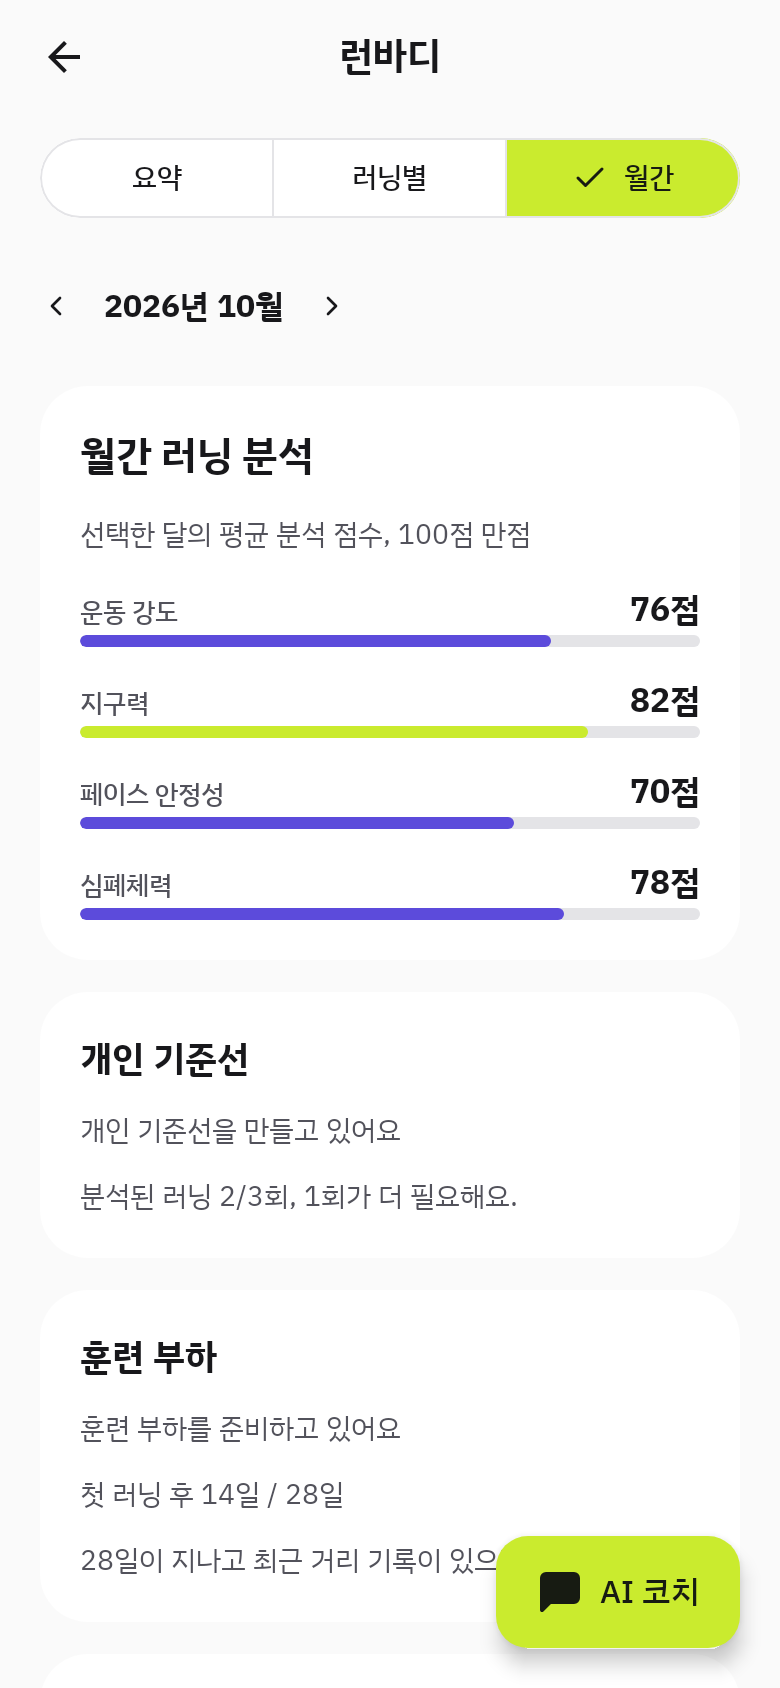 런바디
요약
러닝별
월간
2026년 10월
월간 러닝 분석
선택한 달의 평균 분석 점수, 100점 만점
운동 강도 76점
지구력 82점
페이스 안정성 70점
심폐체력 78점
개인 기준선
개인 기준선을 만들고 있어요
분석된 러닝 2/3회, 1회가 더 필요해요.
훈련 부하
훈련 부하를 준비하고 있어요
첫 러닝 후 14일 / 28일
28일이 지나고 최근 거리 기록이 있으
AI 코치